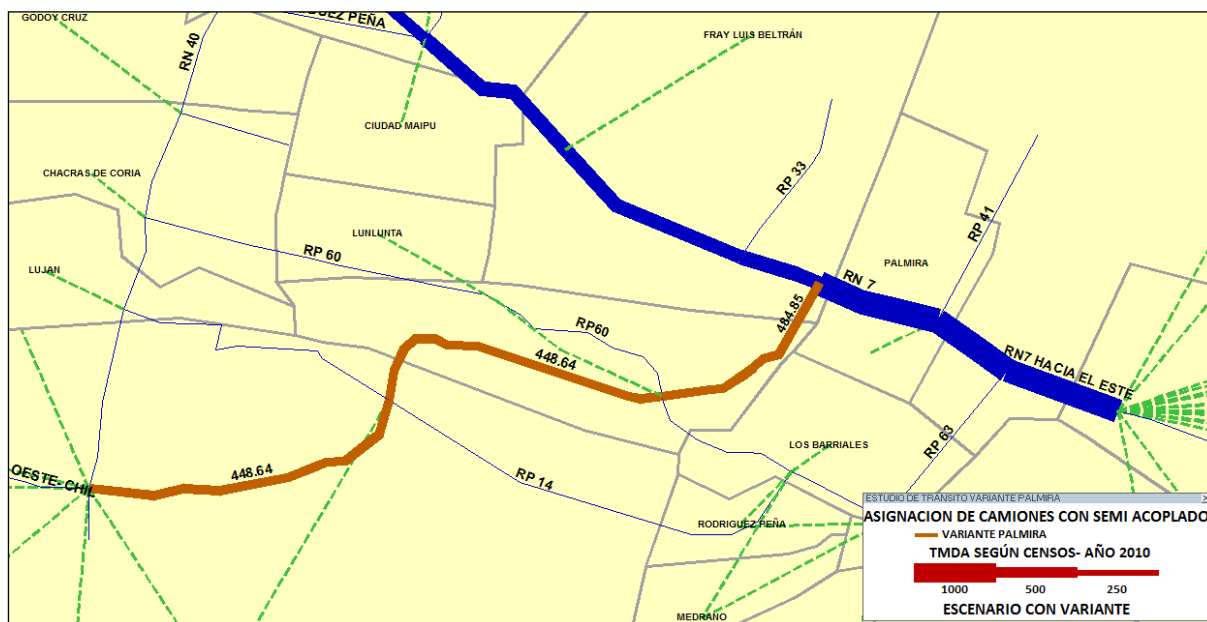 GODOY CRUZ
GUEZ PEÑA
RN 40
FRAY LUIS BELTRÁN
CIUDAD MAIPU
CHACRAS DE CORIA
RP 33
RP 41
LUNLUNTA
RP 60
PALMIRA
LUJAN
RN 7
484.85
RP60
448.64
RN7 HACIA EL ESTE
LOS BARRIALES
RP 63
448.64
OESTE-CHIL
RP 14
RODRIGUEZ PEÑA
MEDRANO
ESTUDIO DE TRANSITO VARIANTE PALMIRA
ASIGNACION DE CAMIONES CON SEMI ACOPLADO
VARIANTE PALMIRA
TMDA SEGÚN CENSOS- AÑO 2010
1000 500 250
ESCENARIO CON VARIANTE